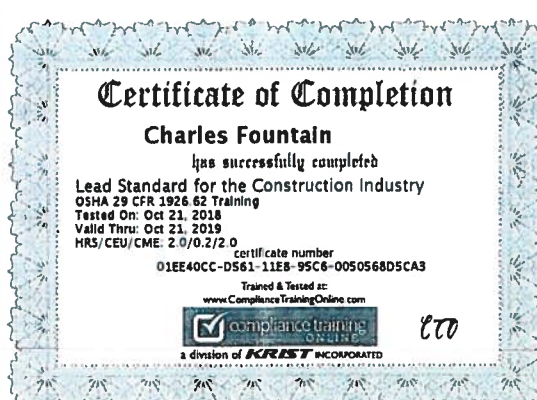 Certificate of Completion
Charles Fountain
has successfully completed
Lead Standard for the Construction Industry
OSHA 29 CFR 1926.62 Training
Tested On: Oct 21, 2018
Valid Thru: Oct 21, 2019
HRS/CEU/CME: 2.0/0.2/2.0
certificate number
01EE40CC-D561-11E8-95C6-0050568D5CA3
Trained & Tested at:
www.ComplianceTrainingOnline.com
compliance training
ONLINE
CTO
a division of KRIST INCORPORATED